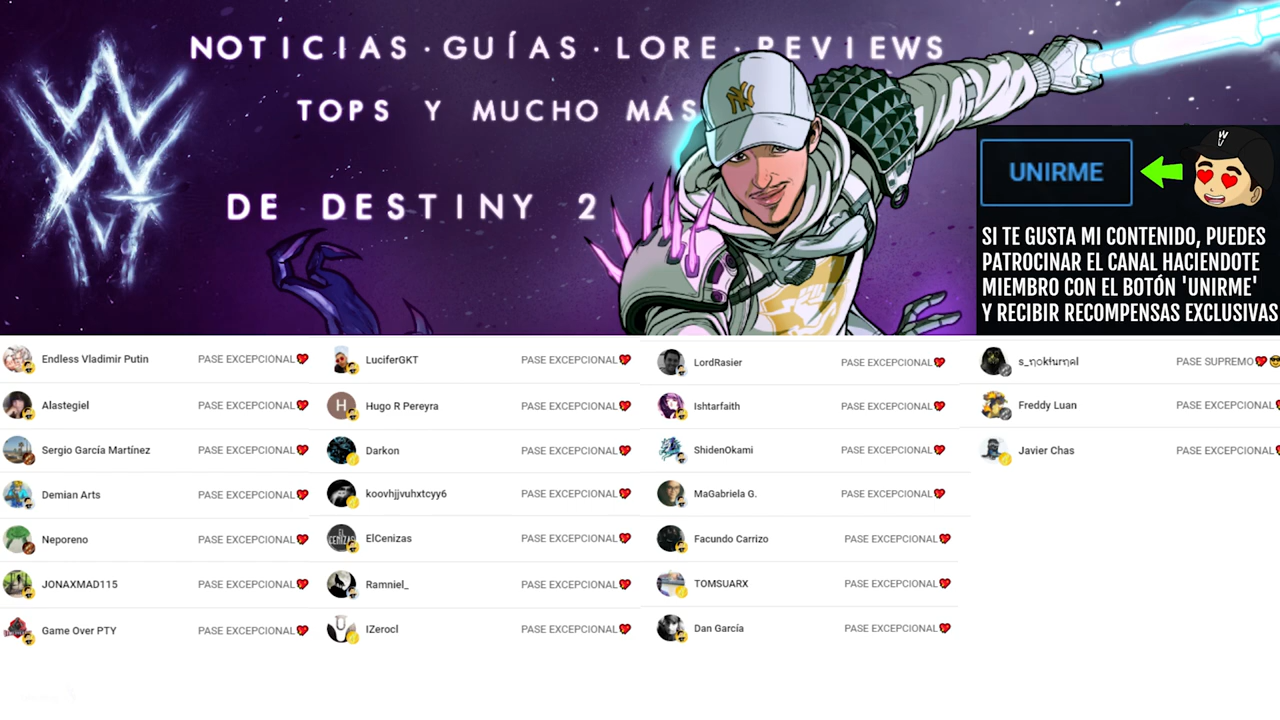 NOTICIAS · GUÍAS · LORE · REVIEWS
TOPS Y MUCHO MÁS
DE DESTINY 2
UNIRME
SI TE GUSTA MI CONTENIDO, PUEDES
PATROCINAR EL CANAL HACIENDOTE
MIEMBRO CON EL BOTÓN 'UNIRME'
Y RECIBIR RECOMPENSAS EXCLUSIVAS
Endless Vladimir Putin PASE EXCEPCIONAL
Alastegiel PASE EXCEPCIONAL
Sergio García Martínez PASE EXCEPCIONAL
Demian Arts PASE EXCEPCIONAL
Neporeno PASE EXCEPCIONAL
JONAXMAD115 PASE EXCEPCIONAL
Game Over PTY PASE EXCEPCIONAL
LuciferGKT PASE EXCEPCIONAL
H Hugo R Pereyra PASE EXCEPCIONAL
Darkon PASE EXCEPCIONAL
koovhjjvuhxtcyy6 PASE EXCEPCIONAL
EL CENIZAS ElCenizas PASE EXCEPCIONAL
Ramniel_ PASE EXCEPCIONAL
IZerocl PASE EXCEPCIONAL
LordRasier PASE EXCEPCIONAL
Ishtarfaith PASE EXCEPCIONAL
ShidenOkami PASE EXCEPCIONAL
MaGabriela G. PASE EXCEPCIONAL
Facundo Carrizo PASE EXCEPCIONAL
TOMSUARX PASE EXCEPCIONAL
Dan García PASE EXCEPCIONAL
s_ηοkŧurnal PASE SUPREMO
Freddy Luan PASE EXCEPCIONAL
Javier Chas PASE EXCEPCIONAL